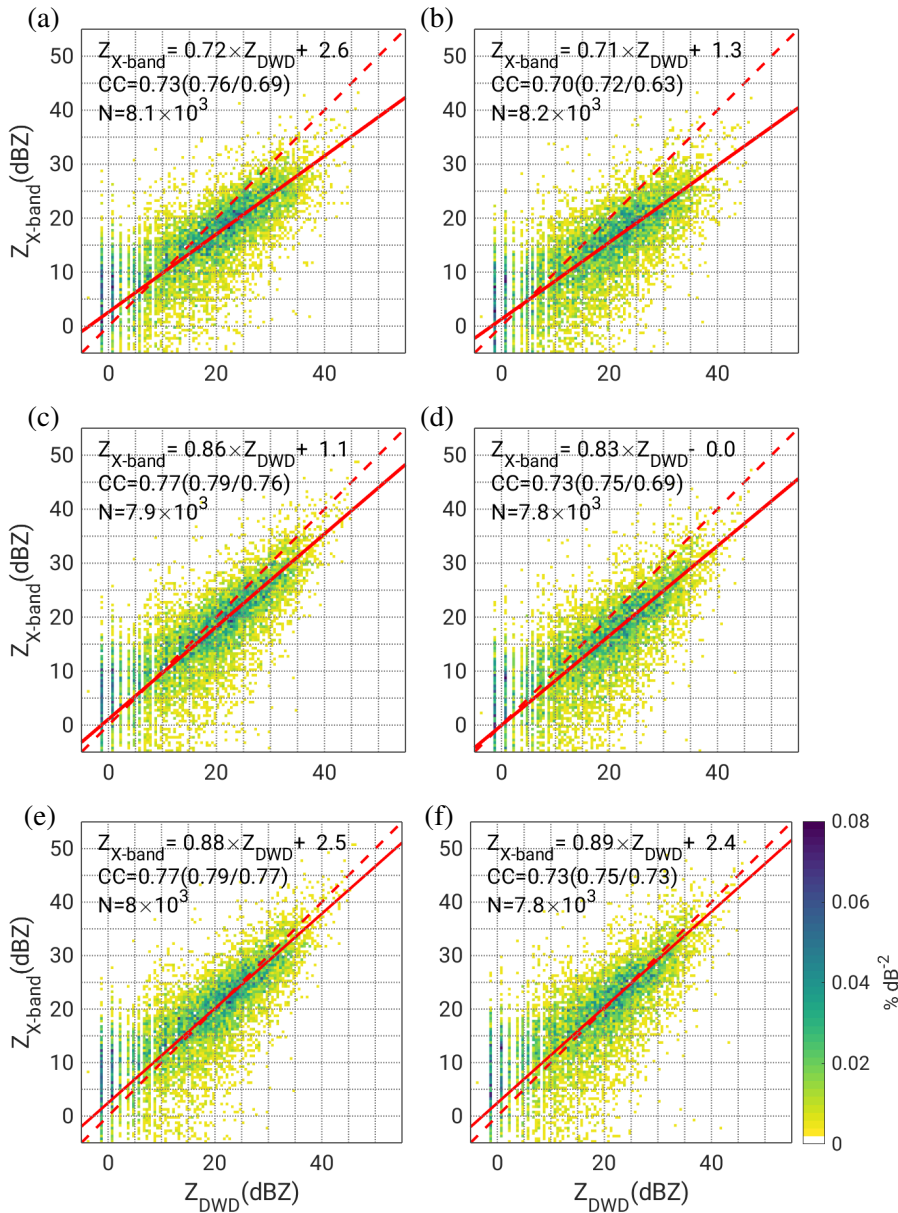 (a)
(b)
Z_X-band = 0.72×Z_DWD + 2.6
CC=0.73(0.76/0.69)
N=8.1×10^3
Z_X-band = 0.71×Z_DWD + 1.3
CC=0.70(0.72/0.63)
N=8.2×10^3
50
40
30
20
10
0
Z_X-band (dBZ)
0
20
40
50
40
30
20
10
0
0
20
40
(c)
(d)
Z_X-band = 0.86×Z_DWD + 1.1
CC=0.77(0.79/0.76)
N=7.9×10^3
Z_X-band = 0.83×Z_DWD - 0.0
CC=0.73(0.75/0.69)
N=7.8×10^3
50
40
30
20
10
0
Z_X-band (dBZ)
0
20
40
50
40
30
20
10
0
0
20
40
(e)
(f)
Z_X-band = 0.88×Z_DWD + 2.5
CC=0.77(0.79/0.77)
N=8×10^3
Z_X-band = 0.89×Z_DWD + 2.4
CC=0.73(0.75/0.73)
N=7.8×10^3
50
40
30
20
10
0
Z_X-band (dBZ)
0
20
40
Z_DWD (dBZ)
50
40
30
20
10
0
0
20
40
Z_DWD (dBZ)
0.08
0.06
0.04
0.02
0
% dB^-2